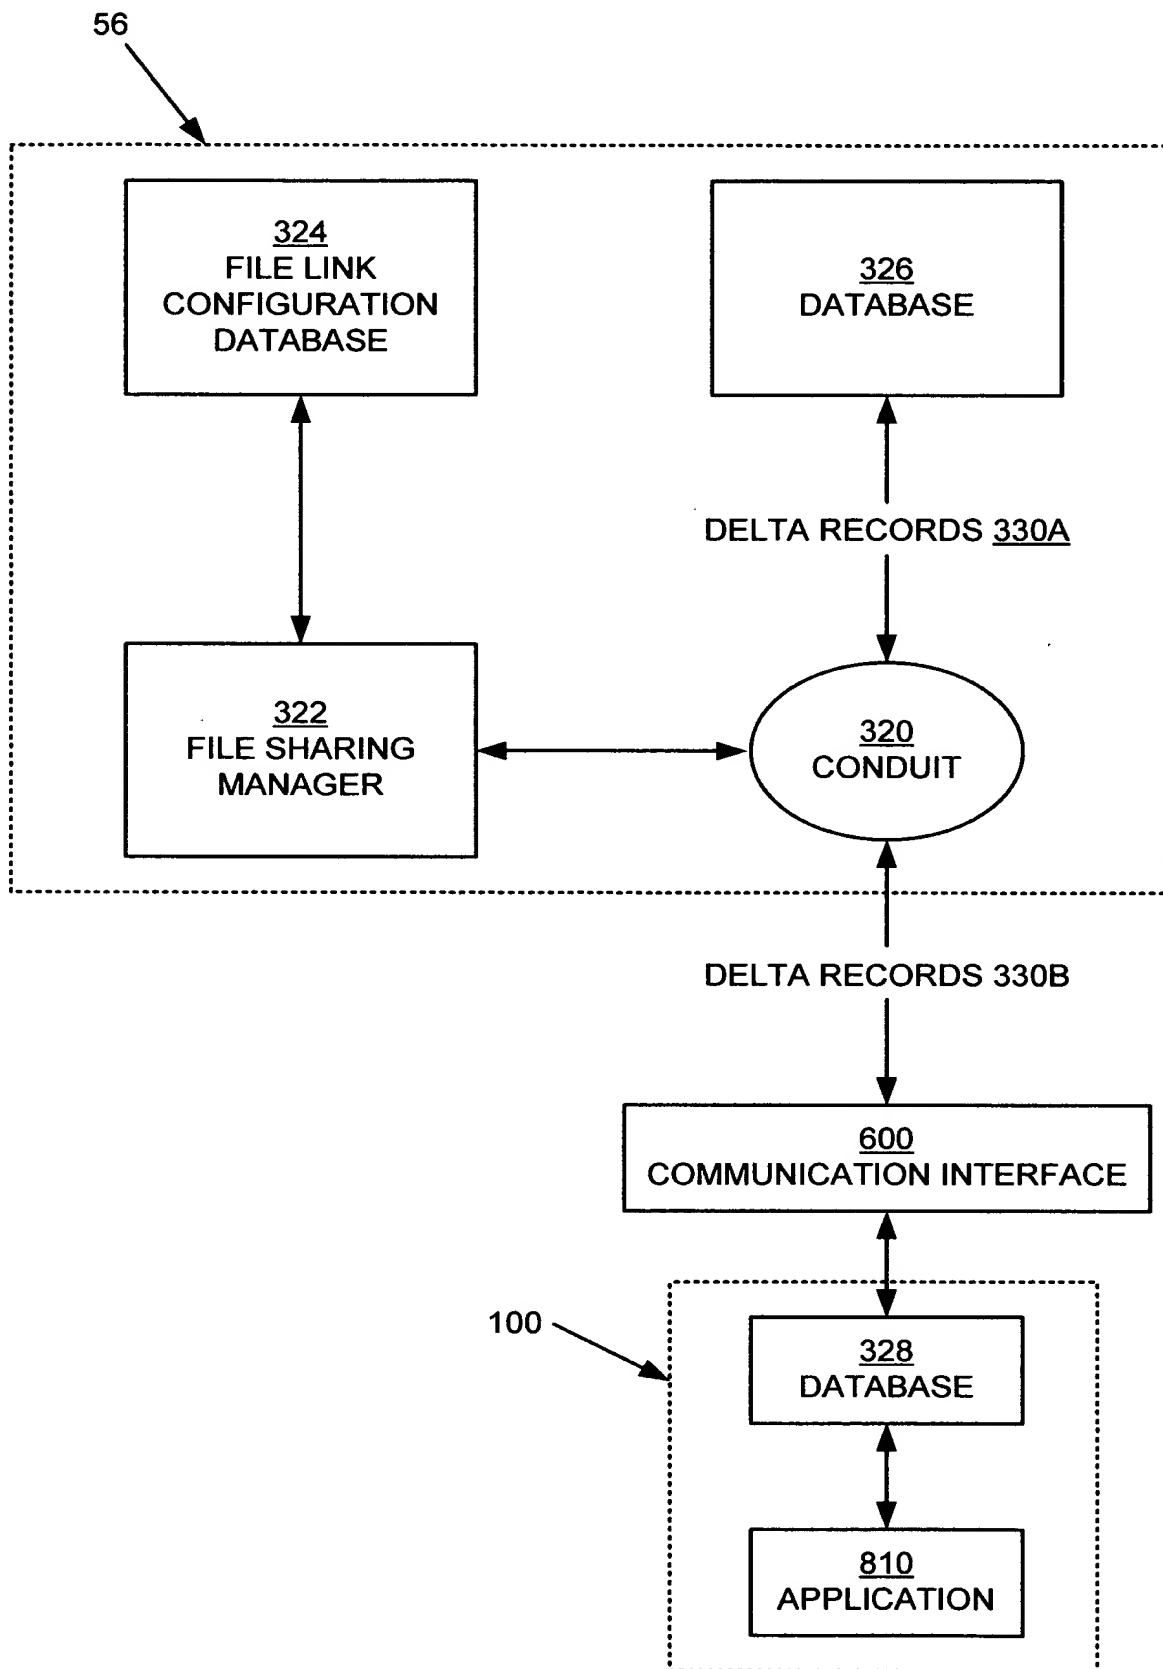 56
324
FILE LINK
CONFIGURATION
DATABASE
326
DATABASE
DELTA RECORDS 330A
322
FILE SHARING
MANAGER
320
CONDUIT
DELTA RECORDS 330B
600
COMMUNICATION INTERFACE
100
328
DATABASE
810
APPLICATION